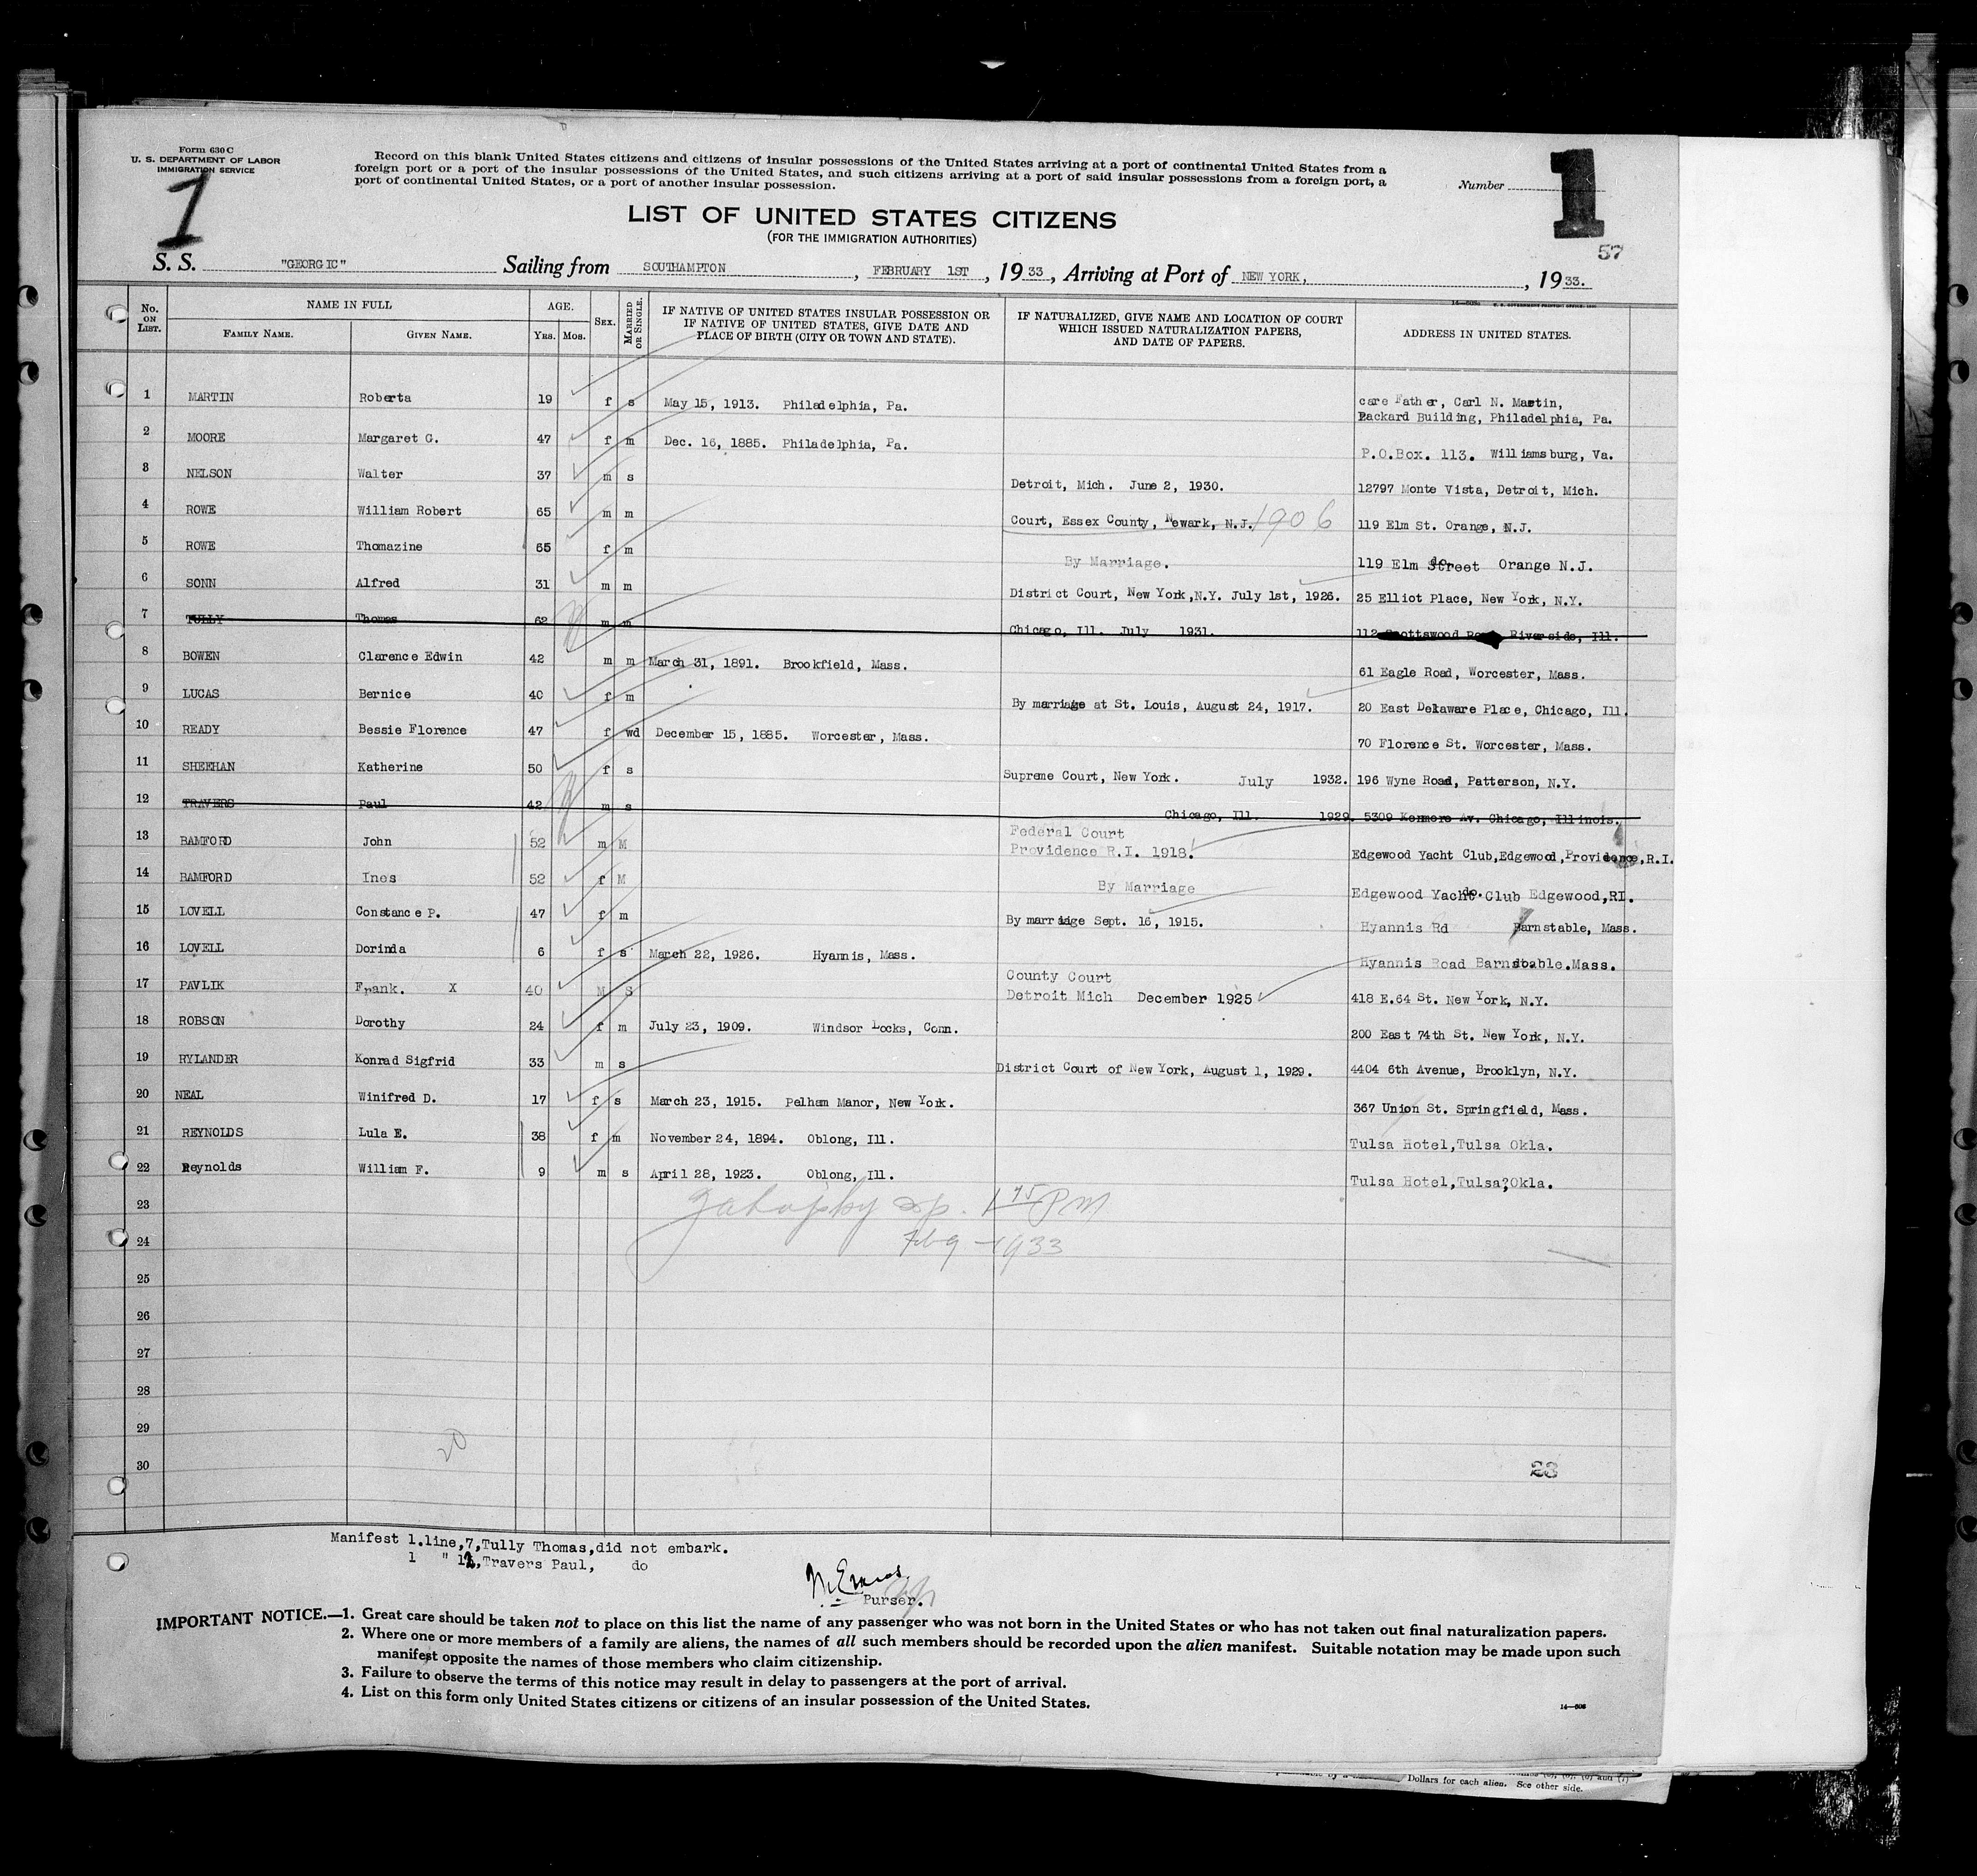 Form 630 C
U. S. DEPARTMENT OF LABOR
IMMIGRATION SERVICE
1
Record on this blank United States citizens and citizens of insular possessions of the United States arriving at a port of continental United States from a
foreign port or a port of the insular possessions of the United States, and such citizens arriving at a port of said insular possessions from a foreign port, a
port of continental United States, or a port of another insular possession.
Number 1
LIST OF UNITED STATES CITIZENS
(FOR THE IMMIGRATION AUTHORITIES)
57
S. S. "GEORGIC" Sailing from SOUTHAMPTON, FEBRUARY 1ST, 1933, Arriving at Port of NEW YORK, , 1933.
No. ON LIST. NAME IN FULL FAMILY NAME. GIVEN NAME. AGE. YRS. MOS. SEX. MARRIED OR SINGLE. IF NATIVE OF UNITED STATES INSULAR POSSESSION OR IF NATIVE OF UNITED STATES, GIVE DATE AND PLACE OF BIRTH (CITY OR TOWN AND STATE). IF NATURALIZED, GIVE NAME AND LOCATION OF COURT WHICH ISSUED NATURALIZATION PAPERS, AND DATE OF PAPERS. ADDRESS IN UNITED STATES.
1 MARTIN Roberta 19 f s May 15, 1913. Philadelphia, Pa. care Father, Carl N. Martin, Packard Building, Philadelphia, Pa.
2 MOORE Margaret G. 47 f m Dec. 16, 1885. Philadelphia, Pa. P.O.Box. 113. Williamsburg, Va.
3 NELSON Walter 37 m s Detroit, Mich. June 2, 1930. 12797 Monte Vista, Detroit, Mich.
4 ROWE William Robert 65 m m Court, Essex County, Newark, N.J. 1906 119 Elm St. Orange, N.J.
5 ROWE Thomazine 65 f m By Marriage. 119 Elm Street Orange N.J.
6 SONN Alfred 31 m m District Court, New York,N.Y. July 1st, 1926. 25 Elliot Place, New York, N.Y.
7 TULLY Thomas 62 m m Chicago, Ill. July 1931. 112 Scottswood Road Riverside, Ill.
8 BOWEN Clarence Edwin 42 m m March 31, 1891. Brookfield, Mass. 61 Eagle Road, Worcester, Mass.
9 LUCAS Bernice 40 f m By marriage at St. Louis, August 24, 1917. 20 East Delaware Place, Chicago, Ill.
10 READY Bessie Florence 47 f wd December 15, 1885. Worcester, Mass. 70 Florence St. Worcester, Mass.
11 SHEEHAN Katherine 50 f s Supreme Court, New York. July 1932. 196 Wyne Road, Patterson, N.Y.
12 TRAVERS Paul 42 m s Chicago, Ill. 1929 5309 Kenmore Av. Chicago, Illinois.
13 BAMFORD John 52 m M Federal Court Providence R.I. 1918. Edgewood Yacht Club,Edgewood,Providence,R.I.
14 BAMFORD Ines 52 f M By Marriage Edgewood Yacht Club Edgewood,RI.
15 LOVELL Constance P. 47 f m By marriage Sept. 16, 1915. Hyannis Rd Barnstable, Mass.
16 LOVELL Dorinda 6 f s March 22, 1926. Hyannis, Mass. Hyannis Road Barnstable.Mass.
17 PAVLIK Frank. X 40 M S County Court Detroit Mich December 1925 418 E.64 St. New York, N.Y.
18 ROBSON Dorothy 24 f m July 23, 1909. Windsor Locks, Conn. 200 East 74th St. New York, N.Y.
19 RYLANDER Konrad Sigfrid 33 m s District Court of New York, August 1, 1929. 4404 6th Avenue, Brooklyn, N.Y.
20 NEAL Winifred D. 17 f s March 23, 1915. Pelham Manor, New York. 367 Union St. Springfield, Mass.
21 REYNOLDS Lula E. 38 f m November 24, 1894. Oblong, Ill. Tulsa Hotel,Tulsa Okla.
22 Reynolds William F. 9 m s April 28, 1923. Oblong, Ill. Tulsa Hotel,Tulsa?Okla.
23 PM
24 Feb 9 - 1933
25
26
27
28
29
20
30
23
Manifest 1.line,7,Tully Thomas,did not embark.
1 " 12,Travers Paul, do
Purser.
IMPORTANT NOTICE.—1. Great care should be taken not to place on this list the name of any passenger who was not born in the United States or who has not taken out final naturalization papers.
2. Where one or more members of a family are aliens, the names of all such members should be recorded upon the alien manifest. Suitable notation may be made upon such
manifest opposite the names of those members who claim citizenship.
3. Failure to observe the terms of this notice may result in delay to passengers at the port of arrival.
4. List on this form only United States citizens or citizens of an insular possession of the United States.
14—606
Dollars for each alien. See other side.